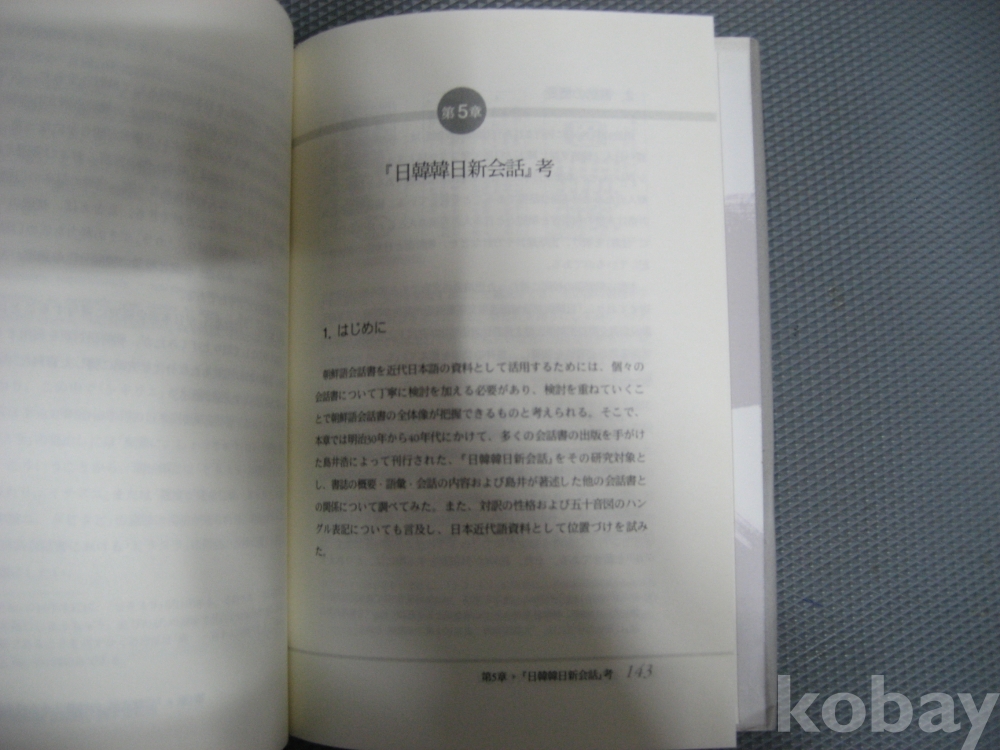 第5章
『日韓韓日新会話』考
1. はじめに
朝鮮語会話書を近代日本語の資料として活用するためには、個々の
会話書について丁寧に検討を加える必要があり、検討を重ねていくこ
とで朝鮮語会話書の全体像が把握できるものと考えられる。そこで、
本章では明治30年から40年代にかけて、多くの会話書の出版を手がけ
た島井浩によって刊行された、『日韓韓日新会話』をその研究対象と
し、書誌の概要・語彙・会話の内容および島井が著述した他の会話書と
の関係について調べてみた。また、対訳の性格および五十音図のハン
グル表記についても言及し、日本近代語資料として位置づけを試み
た。
第5章 • 『日韓韓日新会話』考 143
kobay